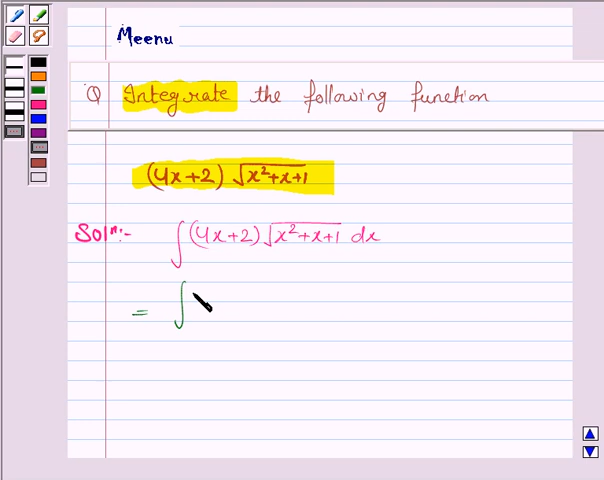 Meenu
Q Integrate the following function
(4x+2) √x²+x+1
Solⁿ:- ∫ (4x+2) √x²+x+1 dx
= ∫